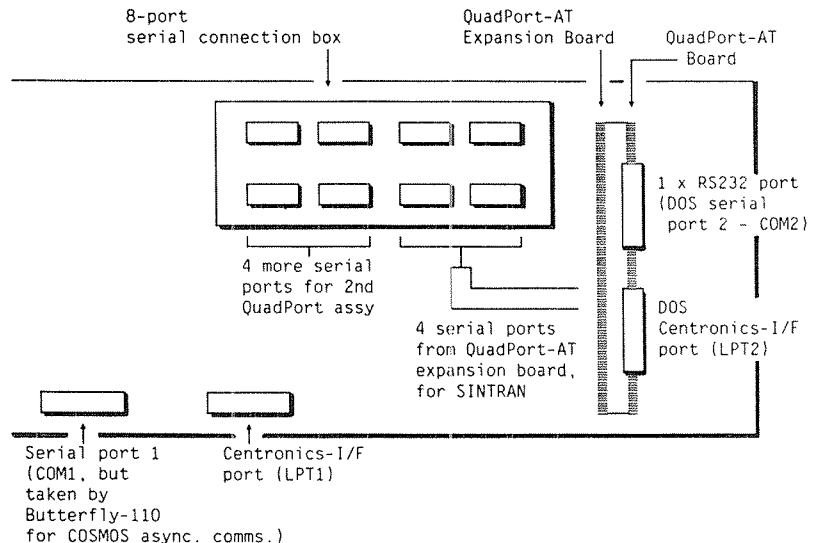 8-port
serial connection box
QuadPort-AT
Expansion Board
QuadPort-AT
Board
1 x RS232 port
(DOS serial
port 2 - COM2)
4 more serial
ports for 2nd
QuadPort assy
4 serial ports
from QuadPort-AT
expansion board,
for SINTRAN
DOS
Centronics-I/F
port (LPT2)
Serial port 1
(COM1, but
taken by
Butterfly-110
for COSMOS async. comms.)
Centronics-I/F
port (LPT1)